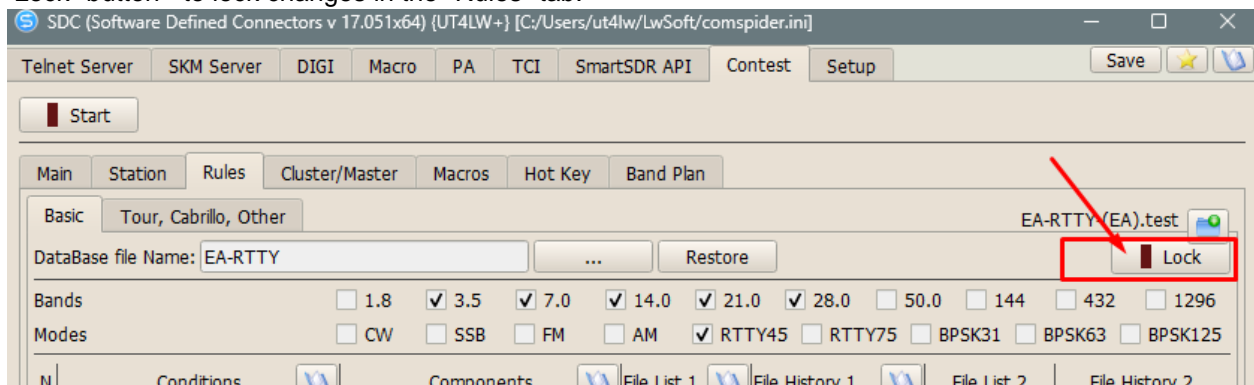 "Lock" button - to lock changes in the "Rules" tab.
SDC (Software Defined Connectors v 17.051x64) {UT4LW+} [C:/Users/ut4lw/LwSoft/comspider.ini]
Telnet Server SKM Server DIGI Macro PA TCI SmartSDR API Contest Setup Save
Start
Main Station Rules Cluster/Master Macros Hot Key Band Plan
Basic Tour, Cabrillo, Other EA-RTTY-(EA).test
DataBase file Name: EA-RTTY ... Restore Lock
Bands 1.8 3.5 7.0 14.0 21.0 28.0 50.0 144 432 1296
Modes CW SSB FM AM RTTY45 RTTY75 BPSK31 BPSK63 BPSK125
N Conditions Components File List 1 File History 1 File List 2 File History 2